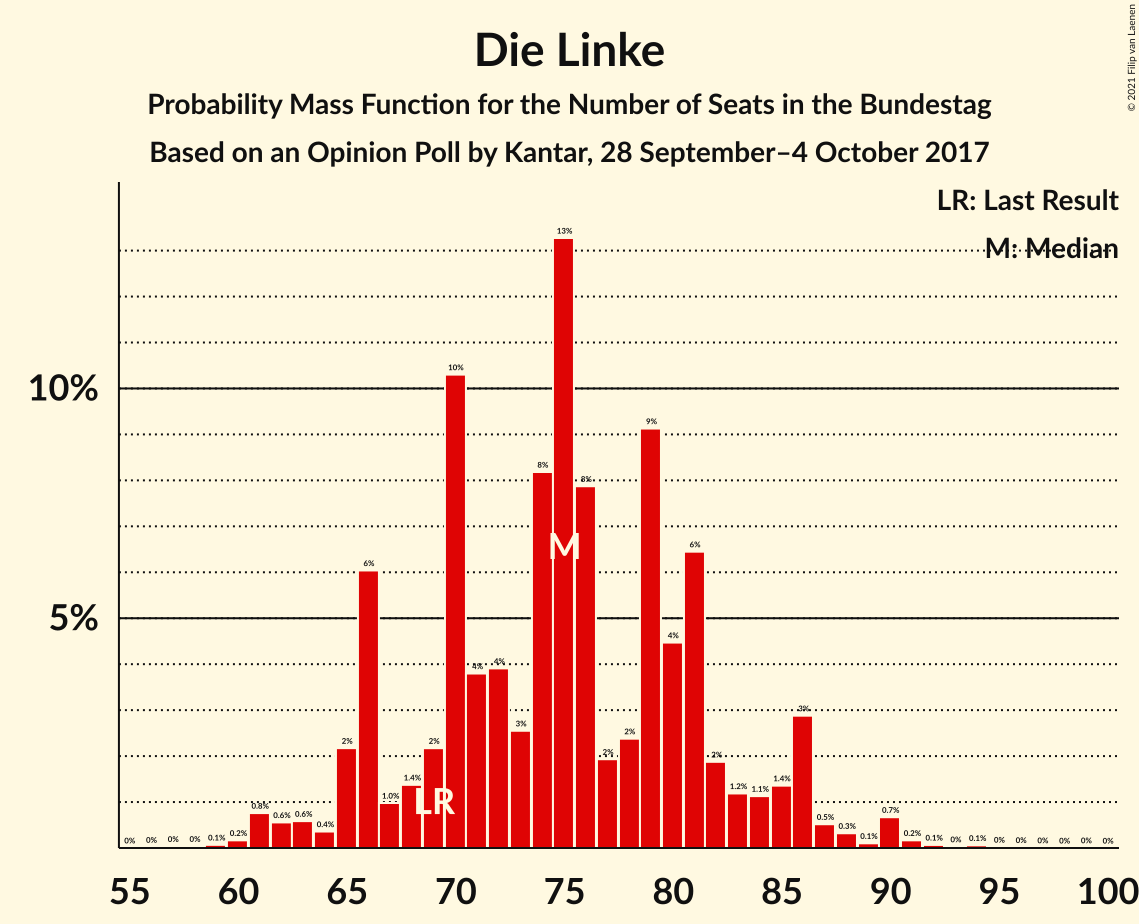 Die Linke
Probability Mass Function for the Number of Seats in the Bundestag
Based on an Opinion Poll by Kantar, 28 September–4 October 2017
© 2021 Filip van Laenen
LR: Last Result
M: Median
10%
5%
0% 0% 0% 0% 0.1% 0.2% 0.8% 0.6% 0.6% 0.4% 2% 6% 1.0% 1.4% 2% 10% 4% 4% 3% 8% 13% 8% 2% 2% 9% 4% 6% 2% 1.2% 1.1% 1.4% 3% 0.5% 0.3% 0.1% 0.7% 0.2% 0.1% 0% 0.1% 0% 0% 0% 0% 0% 0%
M
LR
55 60 65 70 75 80 85 90 95 100